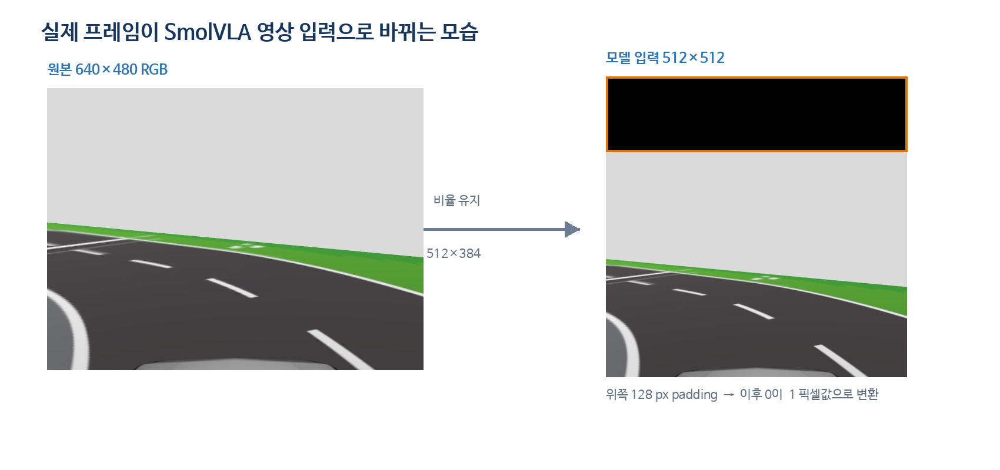 실제 프레임이 SmolVLA 영상 입력으로 바뀌는 모습
원본 640×480 RGB
모델 입력 512×512
비율 유지
512×384
위쪽 128 px padding → 이후 0이 1 픽셀값으로 변환